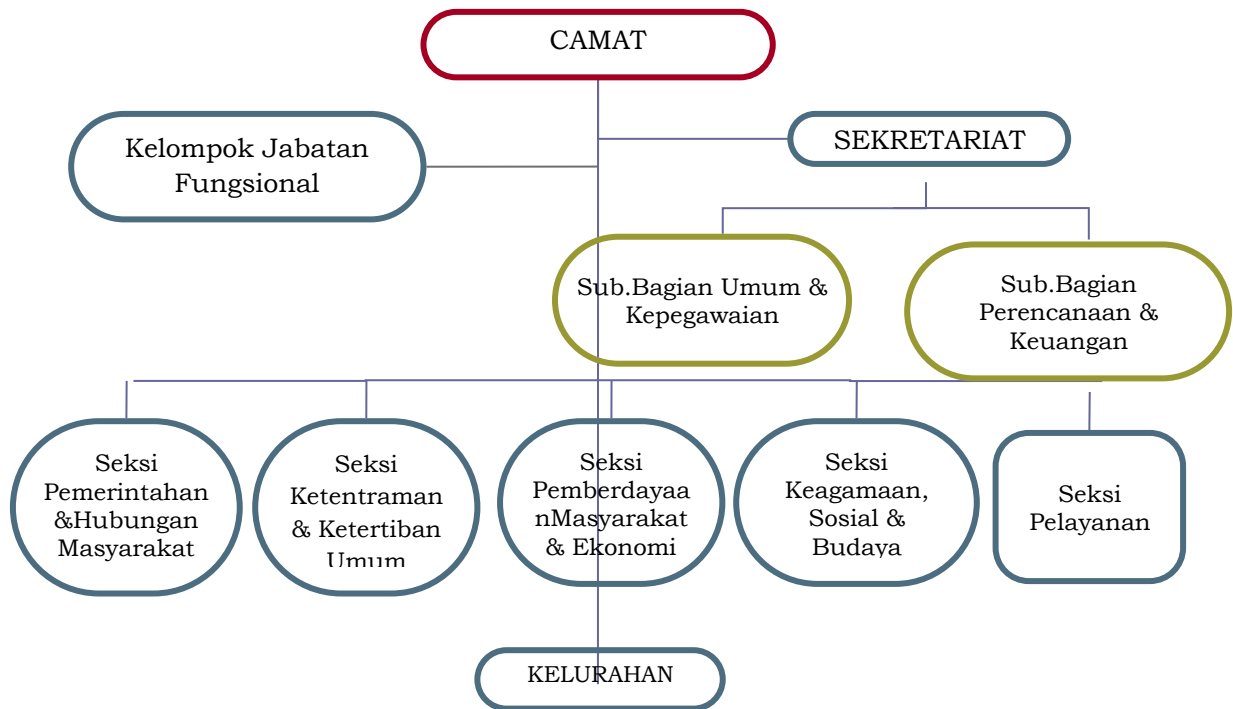 CAMAT
Kelompok Jabatan
Fungsional
SEKRETARIAT
Sub.Bagian Umum &
Kepegawaian
Sub.Bagian
Perencanaan &
Keuangan
Seksi
Pemerintahan
&Hubungan
Masyarakat
Seksi
Ketentraman
& Ketertiban
Umum
Seksi
Pemberdayaa
nMasyarakat
& Ekonomi
Seksi
Keagamaan,
Sosial &
Budaya
Seksi
Pelayanan
KELURAHAN